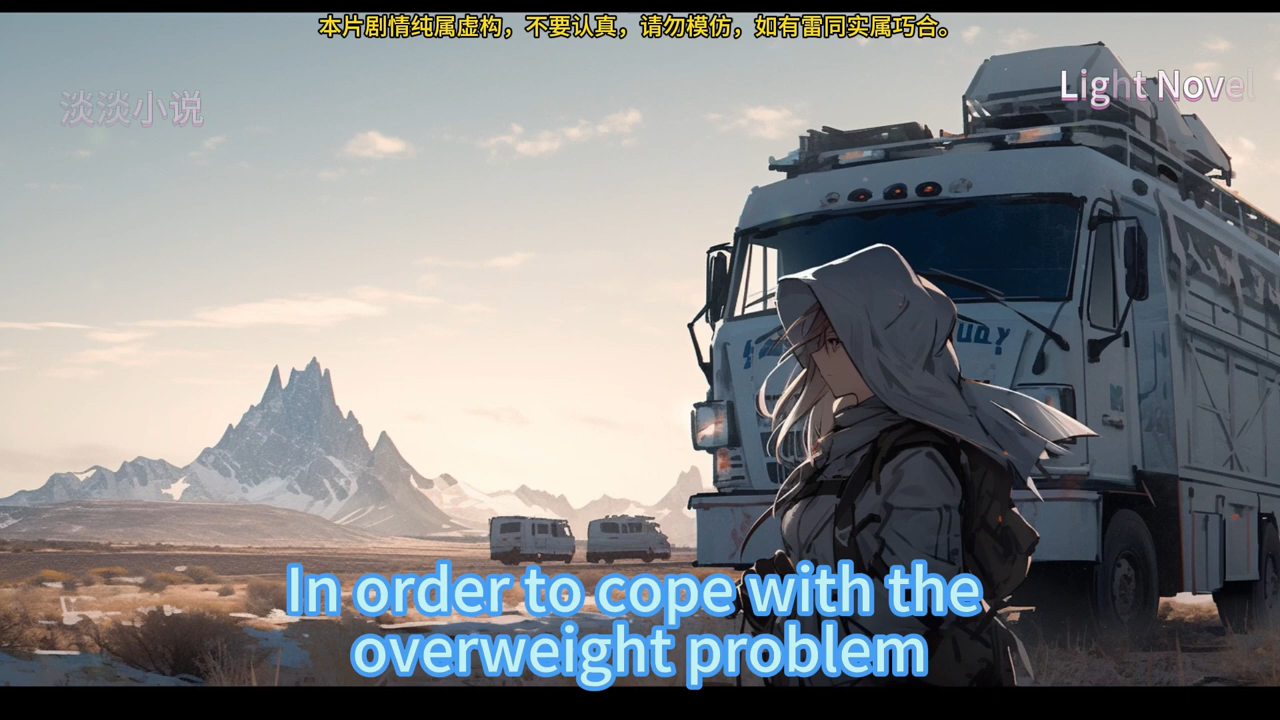 本片剧情纯属虚构，不要认真，请勿模仿，如有雷同实属巧合。
淡淡小说
Light Novel
In order to cope with the
overweight problem